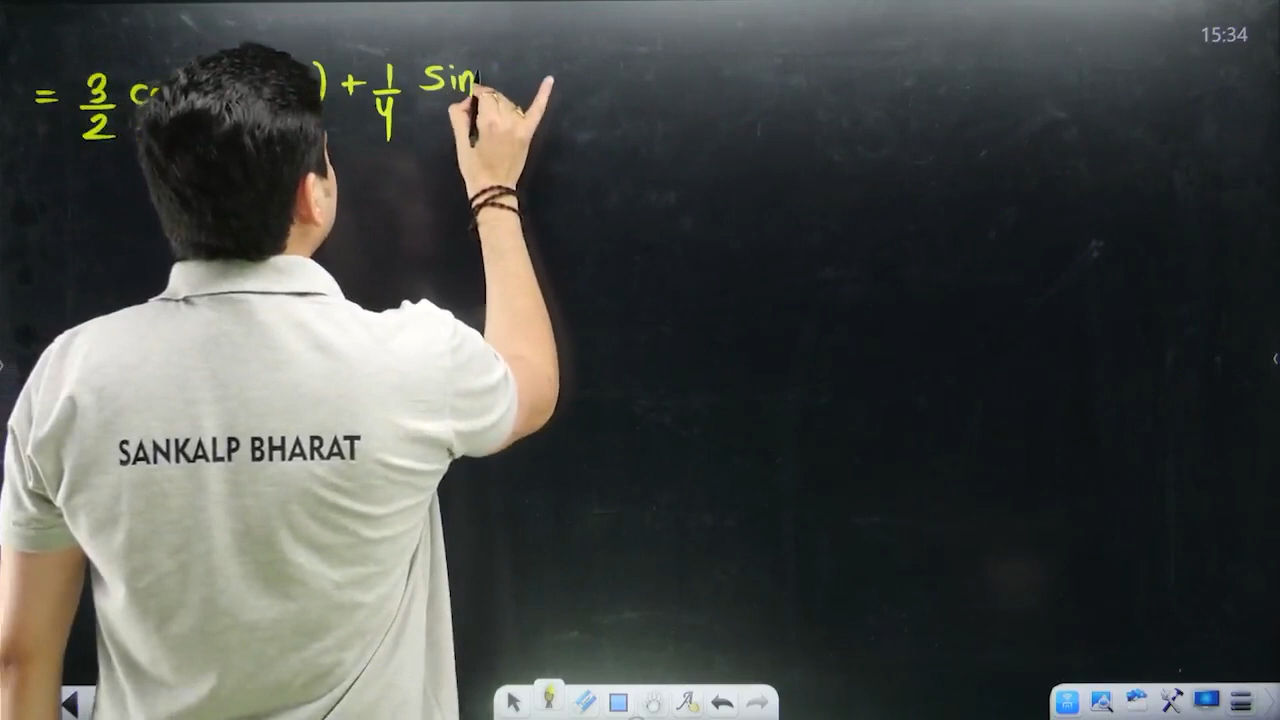 15:34
= 3/2 ) + 1/4 sin
SANKALP BHARAT